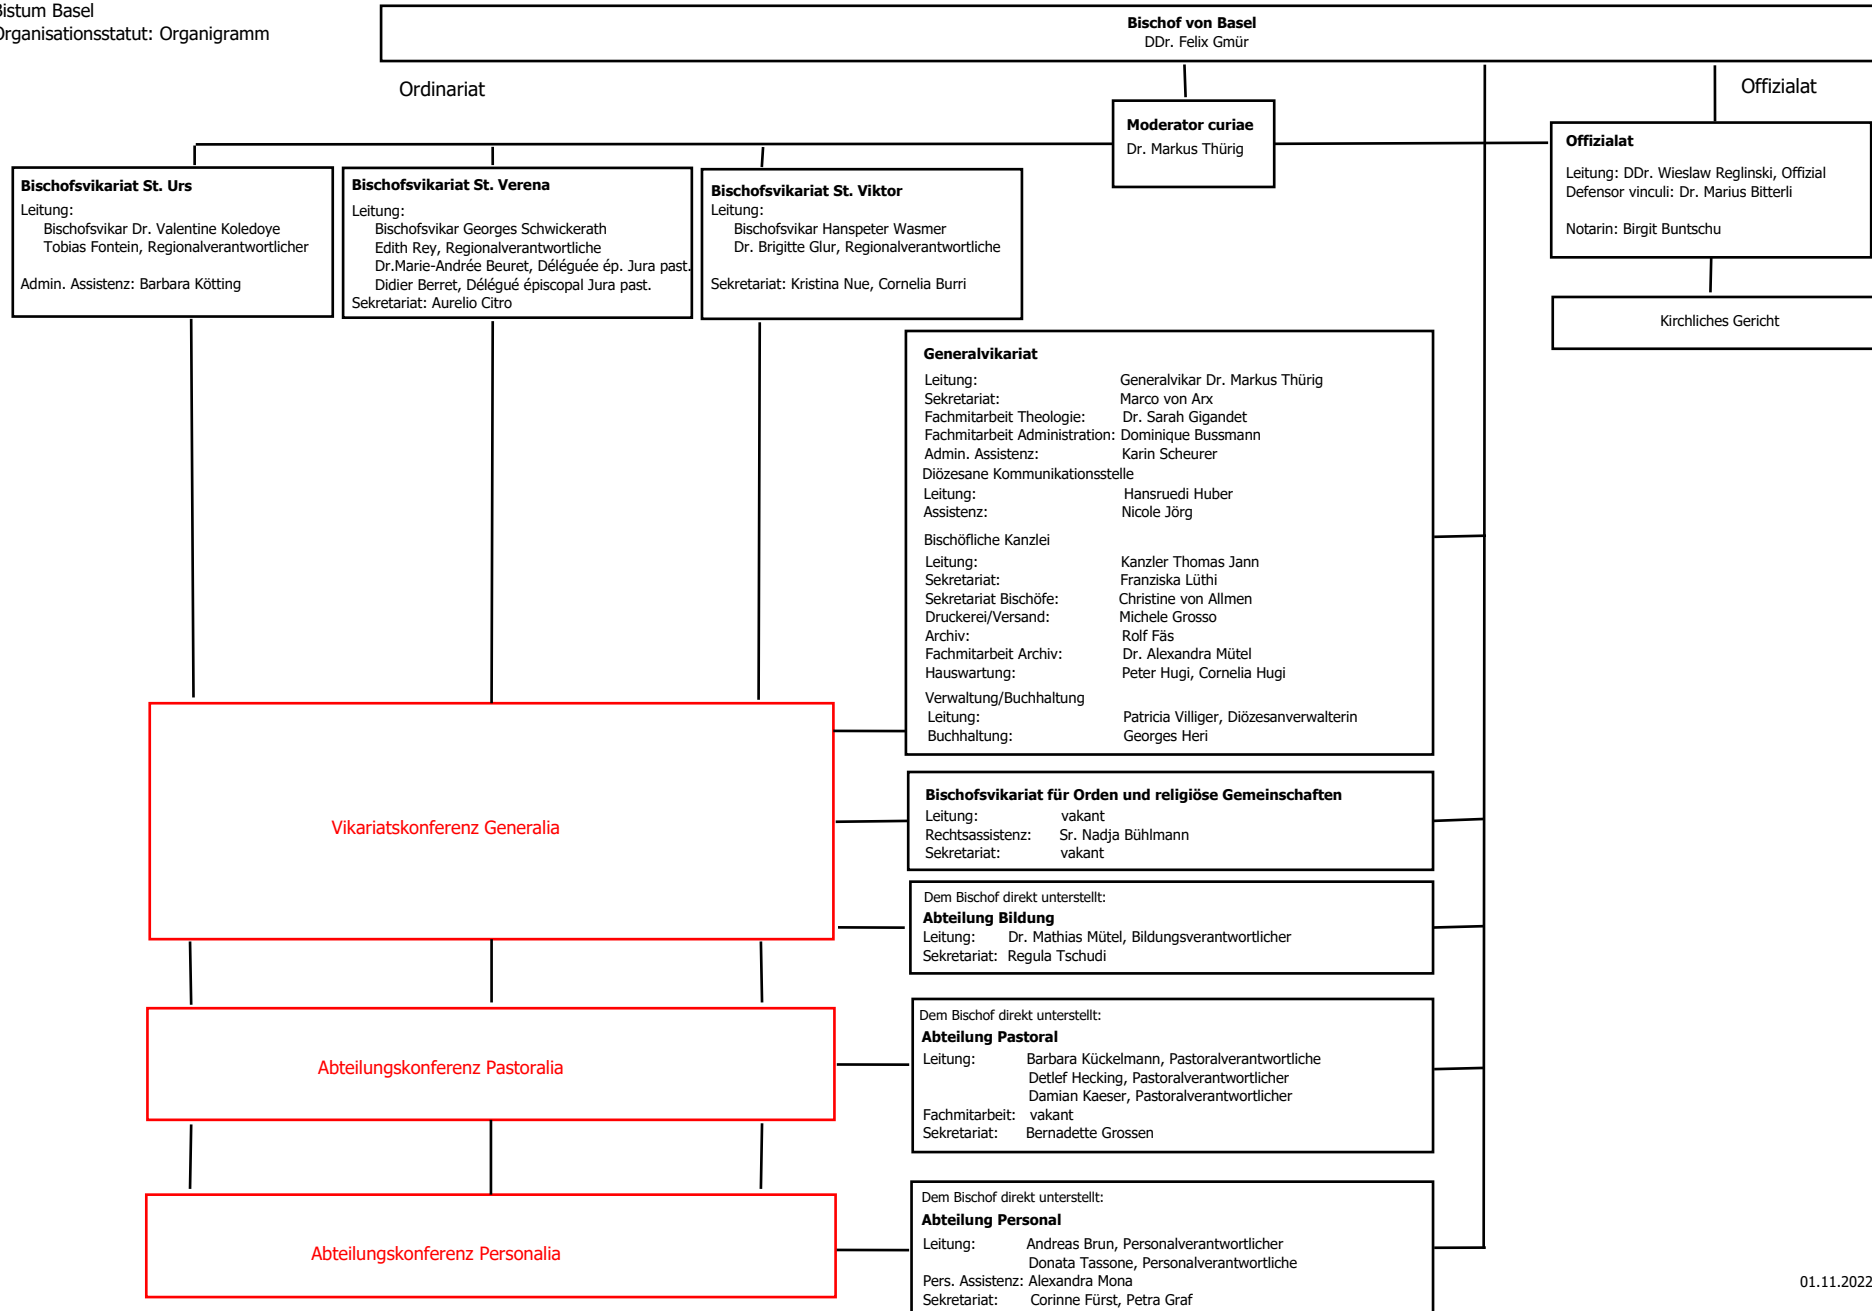 Bistum Basel
Organisationsstatut: Organigramm
Bischof von Basel
DDr. Felix Gmür
Ordinariat
Offizialat
Moderator curiae
Dr. Markus Thürig
Offizialat
Leitung: DDr. Wieslaw Reglinski, Offizial
Defensor vinculi: Dr. Marius Bitterli
Notarin: Birgit Buntschu
Kirchliches Gericht
Bischofsvikariat St. Urs
Leitung:
Bischofsvikar Dr. Valentine Koledoye
Tobias Fontein, Regionalverantwortlicher
Admin. Assistenz: Barbara Kötting
Bischofsvikariat St. Verena
Leitung:
Bischofsvikar Georges Schwickerath
Edith Rey, Regionalverantwortliche
Dr.Marie-Andrée Beuret, Déléguée ép. Jura past.
Didier Berret, Délégué épiscopal Jura past.
Sekretariat: Aurelio Citro
Bischofsvikariat St. Viktor
Leitung:
Bischofsvikar Hanspeter Wasmer
Dr. Brigitte Glur, Regionalverantwortliche
Sekretariat: Kristina Nue, Cornelia Burri
Generalvikariat
Leitung: Generalvikar Dr. Markus Thürig
Sekretariat: Marco von Arx
Fachmitarbeit Theologie: Dr. Sarah Gigandet
Fachmitarbeit Administration: Dominique Bussmann
Admin. Assistenz: Karin Scheurer
Diözesane Kommunikationsstelle
Leitung: Hansruedi Huber
Assistenz: Nicole Jörg
Bischöfliche Kanzlei
Leitung: Kanzler Thomas Jann
Sekretariat: Franziska Lüthi
Sekretariat Bischöfe: Christine von Allmen
Druckerei/Versand: Michele Grosso
Archiv: Rolf Fäs
Fachmitarbeit Archiv: Dr. Alexandra Mütel
Hauswartung: Peter Hugi, Cornelia Hugi
Verwaltung/Buchhaltung
Leitung: Patricia Villiger, Diözesanverwalterin
Buchhaltung: Georges Heri
Vikariatskonferenz Generalia
Bischofsvikariat für Orden und religiöse Gemeinschaften
Leitung: vakant
Rechtsassistenz: Sr. Nadja Bühlmann
Sekretariat: vakant
Dem Bischof direkt unterstellt:
Abteilung Bildung
Leitung: Dr. Mathias Mütel, Bildungsverantwortlicher
Sekretariat: Regula Tschudi
Abteilungskonferenz Pastoralia
Dem Bischof direkt unterstellt:
Abteilung Pastoral
Leitung: Barbara Kückelmann, Pastoralverantwortliche
Detlef Hecking, Pastoralverantwortlicher
Damian Kaeser, Pastoralverantwortlicher
Fachmitarbeit: vakant
Sekretariat: Bernadette Grossen
Abteilungskonferenz Personalia
Dem Bischof direkt unterstellt:
Abteilung Personal
Leitung: Andreas Brun, Personalverantwortlicher
Donata Tassone, Personalverantwortliche
Pers. Assistenz: Alexandra Mona
Sekretariat: Corinne Fürst, Petra Graf
01.11.2022